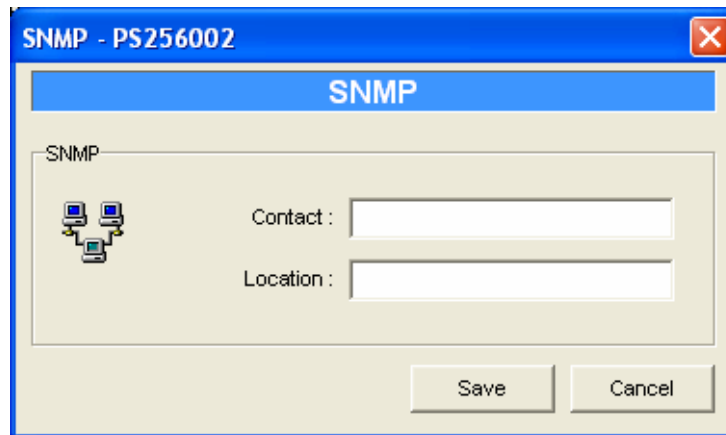 SNMP - PS256002
SNMP
SNMP
Contact :
Location :
Save Cancel